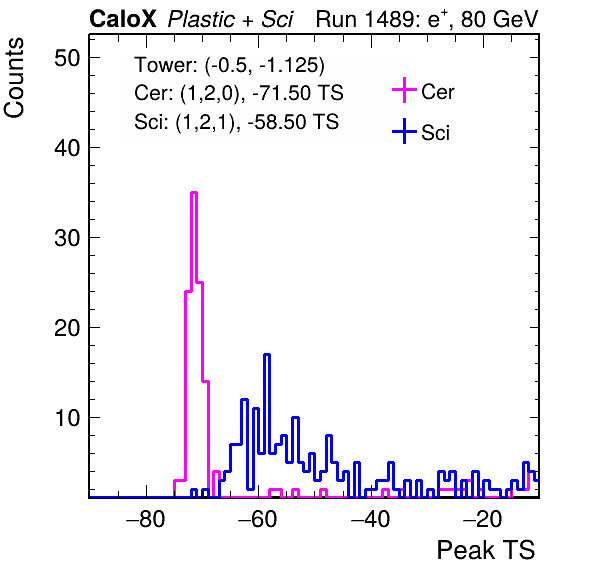 CaloX Plastic + Sci Run 1489: e⁺, 80 GeV
Tower: (-0.5, -1.125)
Cer: (1,2,0), -71.50 TS
Sci: (1,2,1), -58.50 TS
Cer
Sci
Counts
50
40
30
20
10
−80 −60 −40 −20
Peak TS